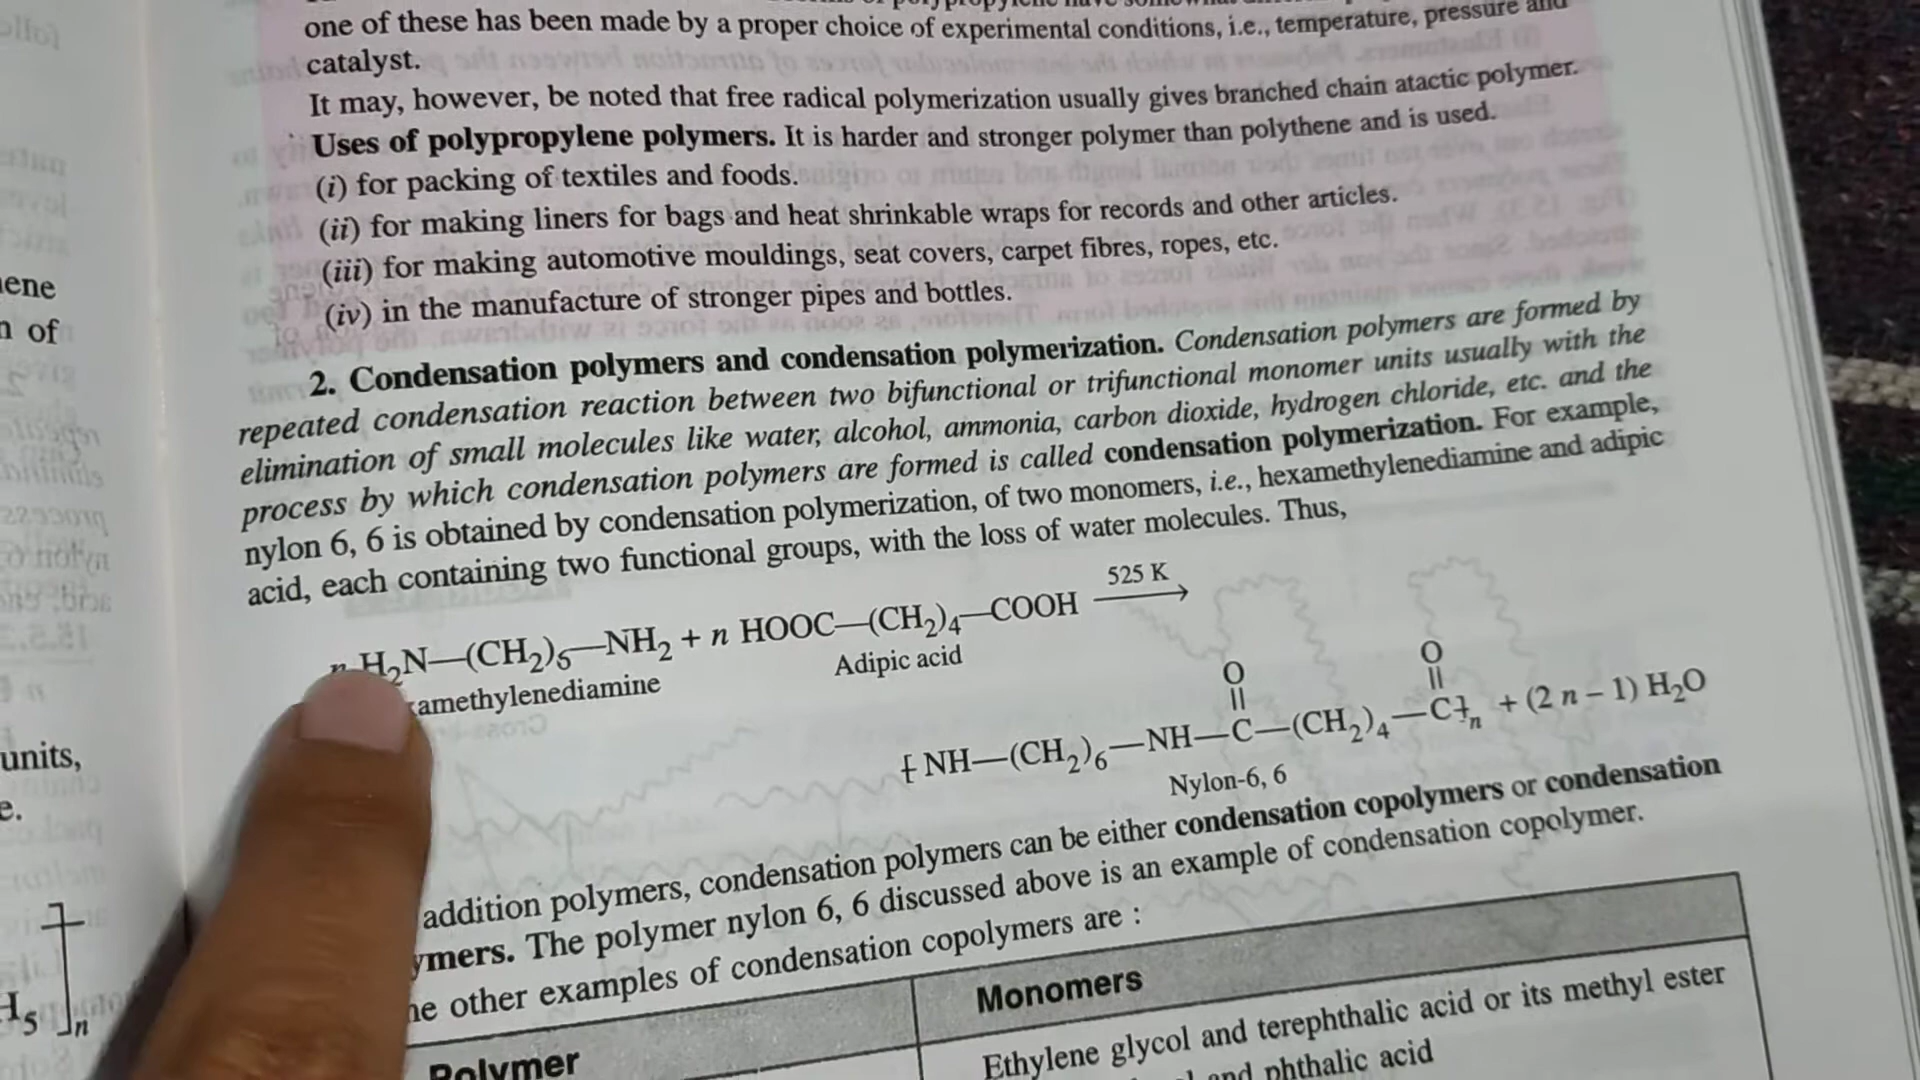 one of these has been made by a proper choice of experimental conditions, i.e., temperature, pressure and
catalyst.
It may, however, be noted that free radical polymerization usually gives branched chain atactic polymer.
Uses of polypropylene polymers. It is harder and stronger polymer than polythene and is used.
(i) for packing of textiles and foods.
(ii) for making liners for bags and heat shrinkable wraps for records and other articles.
(iii) for making automotive mouldings, seat covers, carpet fibres, ropes, etc.
(iv) in the manufacture of stronger pipes and bottles.
2. Condensation polymers and condensation polymerization. Condensation polymers are formed by
repeated condensation reaction between two bifunctional or trifunctional monomer units usually with the
elimination of small molecules like water, alcohol, ammonia, carbon dioxide, hydrogen chloride, etc. and the
process by which condensation polymers are formed is called condensation polymerization. For example,
nylon 6, 6 is obtained by condensation polymerization, of two monomers, i.e., hexamethylenediamine and adipic
acid, each containing two functional groups, with the loss of water molecules. Thus,
n H₂N—(CH₂)₅—NH₂ + n HOOC—(CH₂)₄—COOH 525 K →
amethylenediamine Adipic acid
O O
|| ||
[NH—(CH₂)₆—NH—C—(CH₂)₄—C]ₙ + (2 n – 1) H₂O
Nylon-6, 6
addition polymers, condensation polymers can be either condensation copolymers or condensation
ymers. The polymer nylon 6, 6 discussed above is an example of condensation copolymer.
ne other examples of condensation copolymers are :
Polymer Monomers
Ethylene glycol and terephthalic acid or its methyl ester
and phthalic acid
ene
n of
units,
e.
H₅ ]ₙ